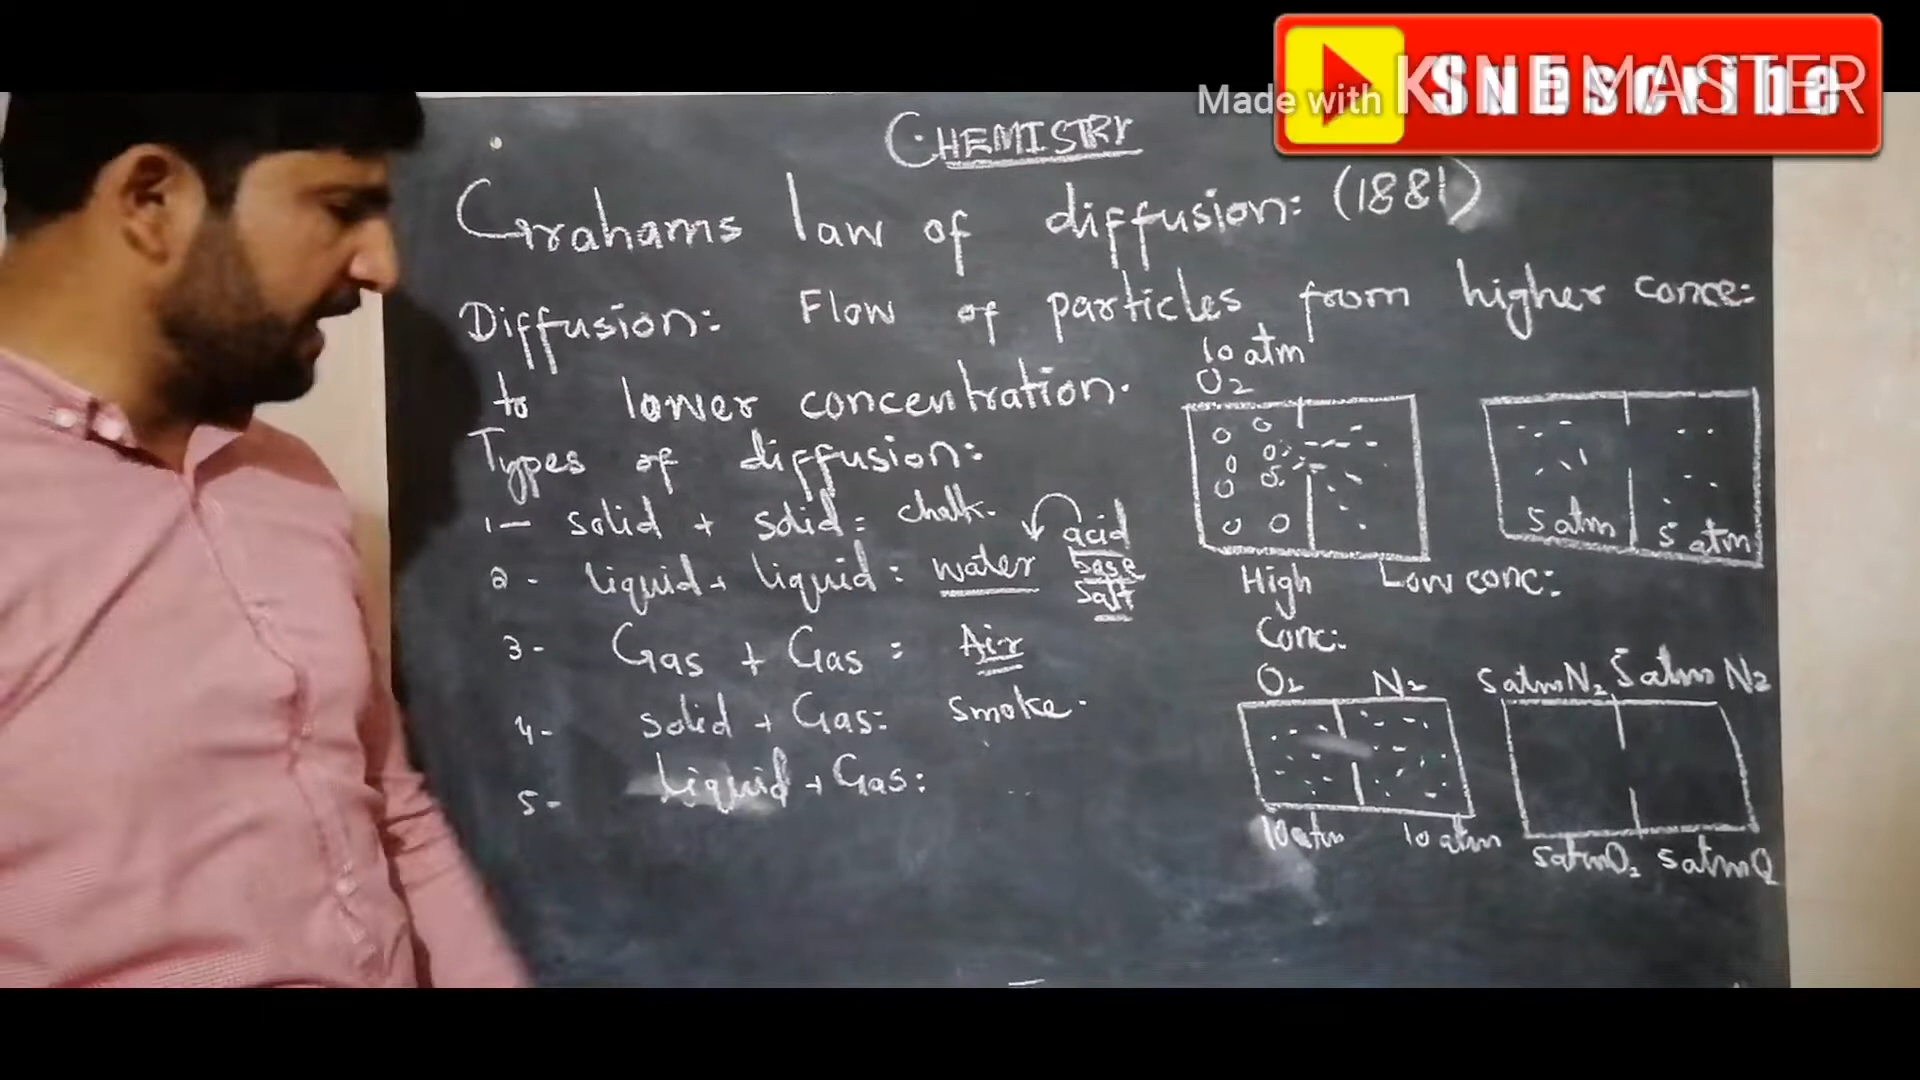 Subscribe
Made with KINEMASTER
CHEMISTRY
Grahams law of diffusion:- (1881)
Diffusion:- Flow of particles from higher conce:-
to lower concentration.
Types of diffusion:-
1- solid + solid = chalk.
2- liquid + liquid : water
acid
base
salt
3- Gas + Gas = Air
4- solid + Gas: smoke.
5- Liquid + Gas:
10 atm
O2
5 atm 5 atm
High Low conc:-
Conc:-
O2 N2
10 atm 10 atm
5 atm N2 5 atm N2
5 atm O2 5 atm O